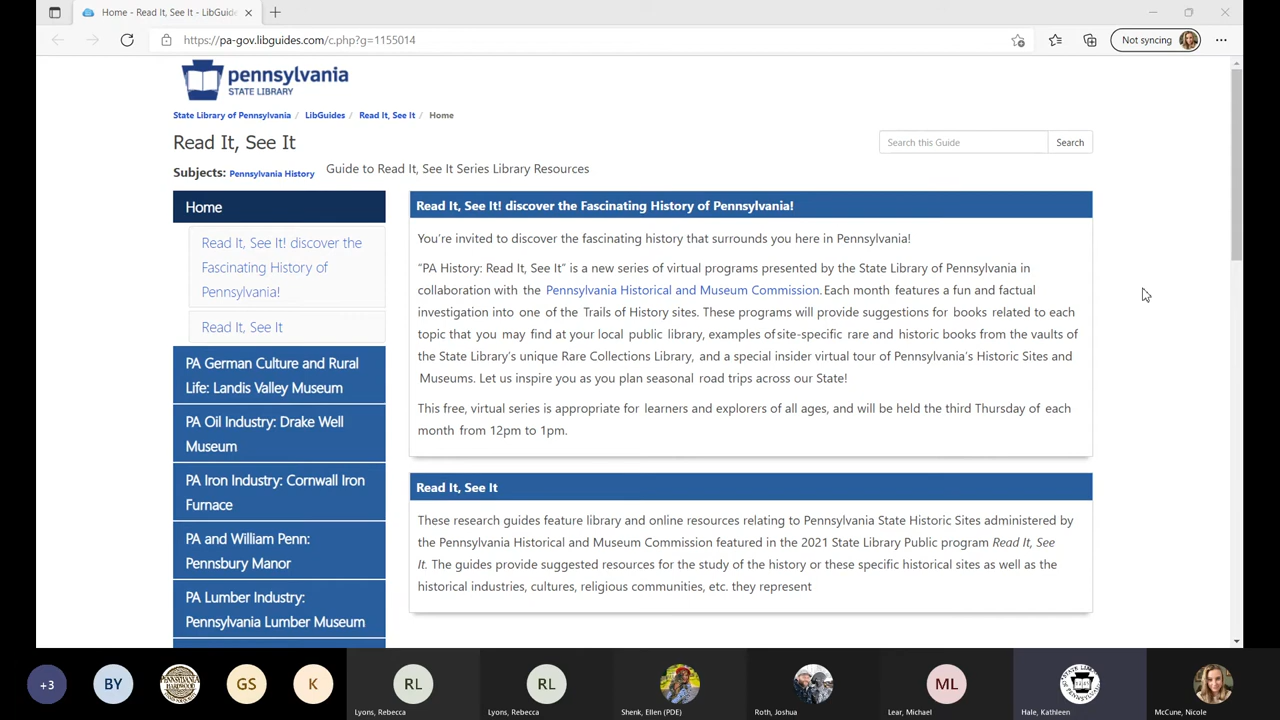 Home - Read It, See It - LibGuid
Not syncing
https://pa-gov.libguides.com/c.php?g=1155014
pennsylvania
STATE LIBRARY
State Library of Pennsylvania / LibGuides / Read It, See It / Home
Read It, See It
Search this Guide
Search
Subjects: Pennsylvania History
Guide to Read It, See It Series Library Resources
Home
Read It, See It! discover the
Fascinating History of
Pennsylvania!
Read It, See It
PA German Culture and Rural
Life: Landis Valley Museum
PA Oil Industry: Drake Well
Museum
PA Iron Industry: Cornwall Iron
Furnace
PA and William Penn:
Pennsbury Manor
PA Lumber Industry:
Pennsylvania Lumber Museum
Read It, See It! discover the Fascinating History of Pennsylvania!
You're invited to discover the fascinating history that surrounds you here in Pennsylvania!
“PA History: Read It, See It” is a new series of virtual programs presented by the State Library of Pennsylvania in
collaboration with the Pennsylvania Historical and Museum Commission. Each month features a fun and factual
investigation into one of the Trails of History sites. These programs will provide suggestions for books related to each
topic that you may find at your local public library, examples of site-specific rare and historic books from the vaults of
the State Library's unique Rare Collections Library, and a special insider virtual tour of Pennsylvania's Historic Sites and
Museums. Let us inspire you as you plan seasonal road trips across our State!
This free, virtual series is appropriate for learners and explorers of all ages, and will be held the third Thursday of each
month from 12pm to 1pm.
Read It, See It
These research guides feature library and online resources relating to Pennsylvania State Historic Sites administered by
the Pennsylvania Historical and Museum Commission featured in the 2021 State Library Public program Read It, See
It. The guides provide suggested resources for the study of the history or these specific historical sites as well as the
historical industries, cultures, religious communities, etc. they represent
+3
BY
GS
K
RL
Lyons, Rebecca
RL
Lyons, Rebecca
Shenk, Ellen (PDE)
Roth, Joshua
ML
Lear, Michael
Hale, Kathleen
McCune, Nicole